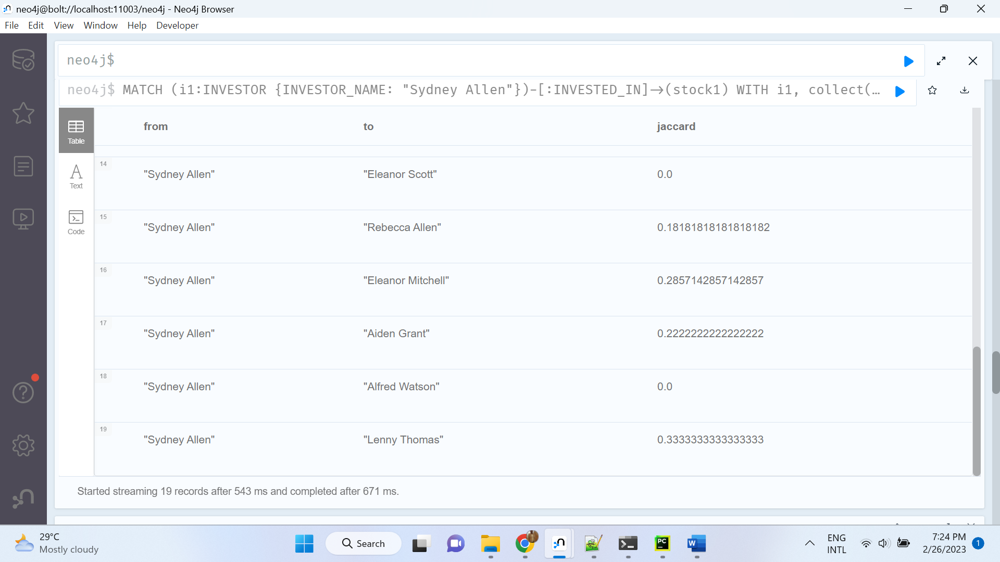 neo4j@bolt://localhost:11003/neo4j - Neo4j Browser
File Edit View Window Help Developer
neo4j$
neo4j$ MATCH (i1:INVESTOR {INVESTOR_NAME: "Sydney Allen"})-[:INVESTED_IN]→(stock1) WITH i1, collect(…
Table
Text
Code
from to jaccard
14 "Sydney Allen" "Eleanor Scott" 0.0
15 "Sydney Allen" "Rebecca Allen" 0.18181818181818182
16 "Sydney Allen" "Eleanor Mitchell" 0.2857142857142857
17 "Sydney Allen" "Aiden Grant" 0.2222222222222222
18 "Sydney Allen" "Alfred Watson" 0.0
19 "Sydney Allen" "Lenny Thomas" 0.3333333333333333
Started streaming 19 records after 543 ms and completed after 671 ms.
29°C
Mostly cloudy
Search
PC
W
ENG
INTL
7:24 PM
2/26/2023
1